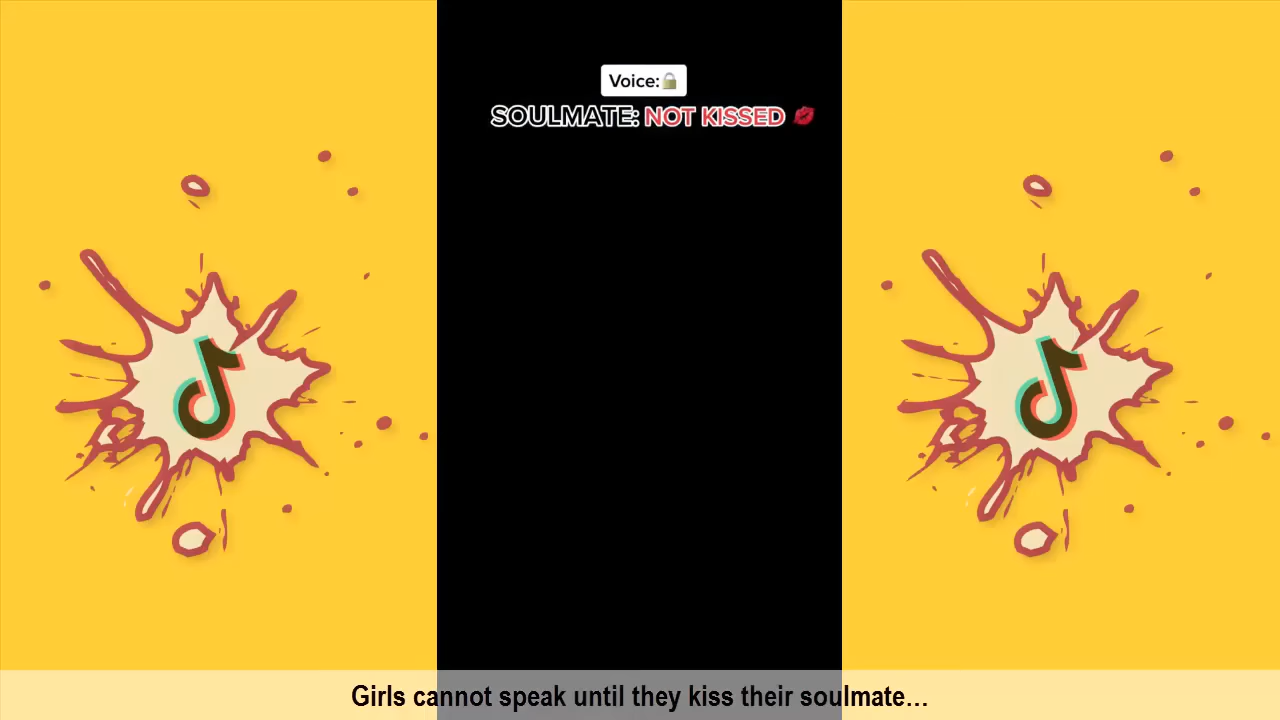 Voice:🔒
SOULMATE: NOT KISSED 💋
Girls cannot speak until they kiss their soulmate…